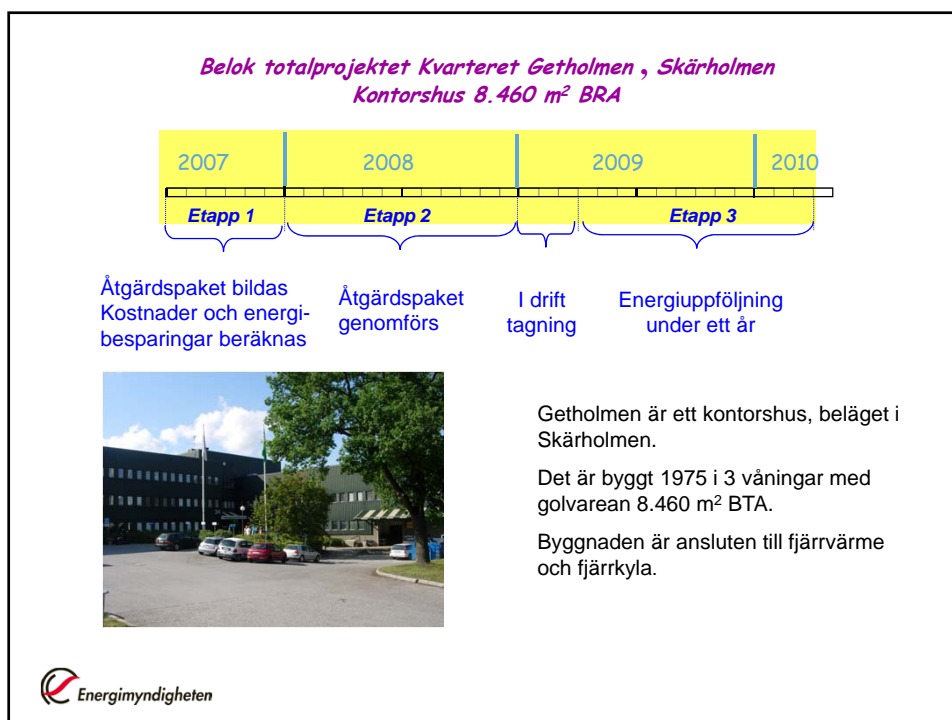 Belok totalprojektet Kvarteret Getholmen , Skärholmen
Kontorshus 8.460 m² BRA
2007 2008 2009 2010
Etapp 1 Etapp 2 Etapp 3
Åtgärdspaket bildas
Kostnader och energi-
besparingar beräknas
Åtgärdspaket
genomförs
I drift
tagning
Energiuppföljning
under ett år
Getholmen är ett kontorshus, beläget i
Skärholmen.
Det är byggt 1975 i 3 våningar med
golvarean 8.460 m² BTA.
Byggnaden är ansluten till fjärrvärme
och fjärrkyla.
Energimyndigheten